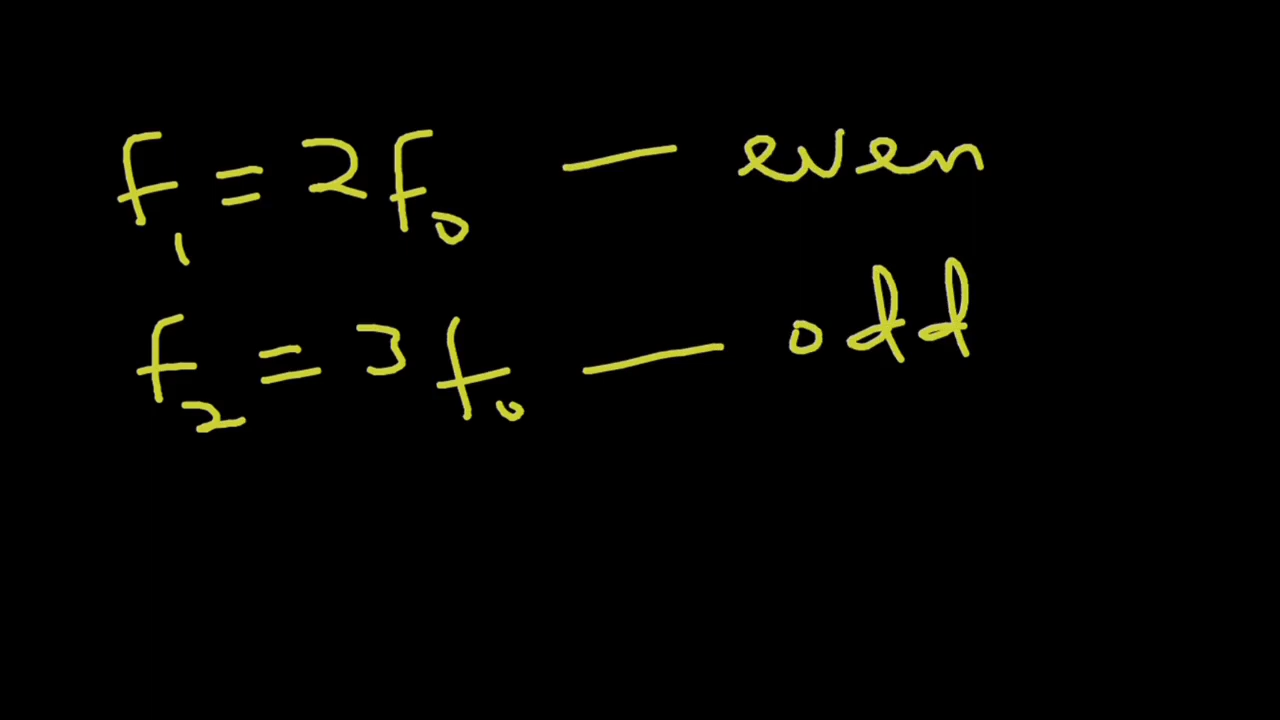 f₁ = 2f₀ — even
f₂ = 3f₀ — odd